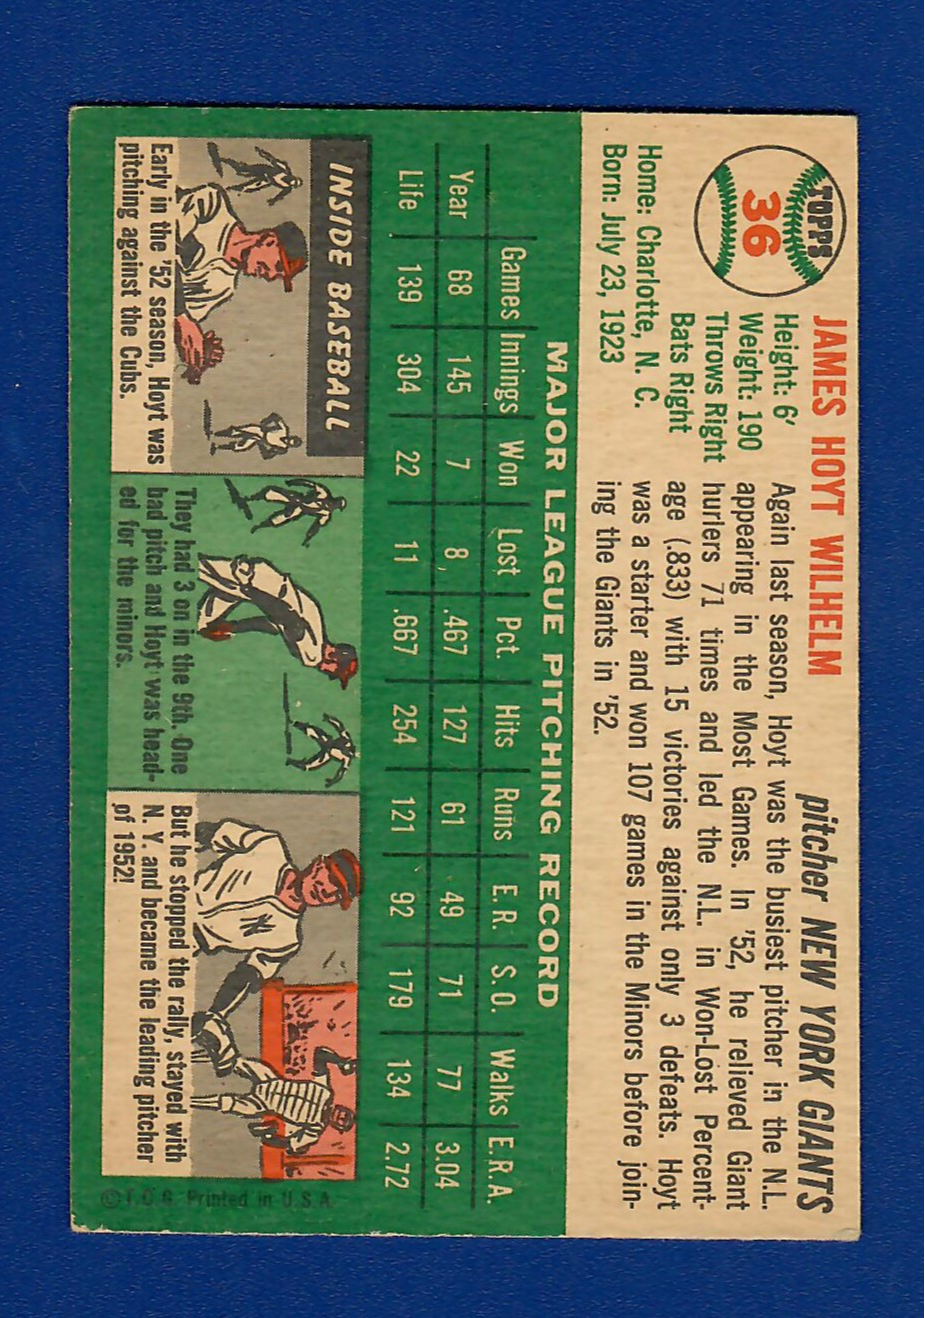 TOPPS
36
JAMES HOYT WILHELM
pitcher NEW YORK GIANTS
Height: 6'
Weight: 190
Throws Right
Bats Right
Home: Charlotte, N. C.
Born: July 23, 1923
Again last season, Hoyt was the busiest pitcher in the N.L.
appearing in the Most Games. In '52, he relieved Giant
hurlers 71 times and led the N.L. in Won-Lost Percent-
age (.833) with 15 victories against only 3 defeats. Hoyt
was a starter and won 107 games in the Minors before join-
ing the Giants in '52.
MAJOR LEAGUE PITCHING RECORD
Games Innings Won Lost Pct. Hits Runs E.R. S.O. Walks E.R.A.
Year 68 145 7 8 .467 127 61 49 71 77 3.04
Life 139 304 22 11 .667 254 121 92 179 134 2.72
INSIDE BASEBALL
Early in the '52 season, Hoyt was
pitching against the Cubs.
They had 3 on in the 9th. One
bad pitch and Hoyt was head-
ed for the minors.
NY
But he stopped the rally, stayed with
N. Y. and became the leading pitcher
of 1952!
© T.C.G. Printed in U.S.A.